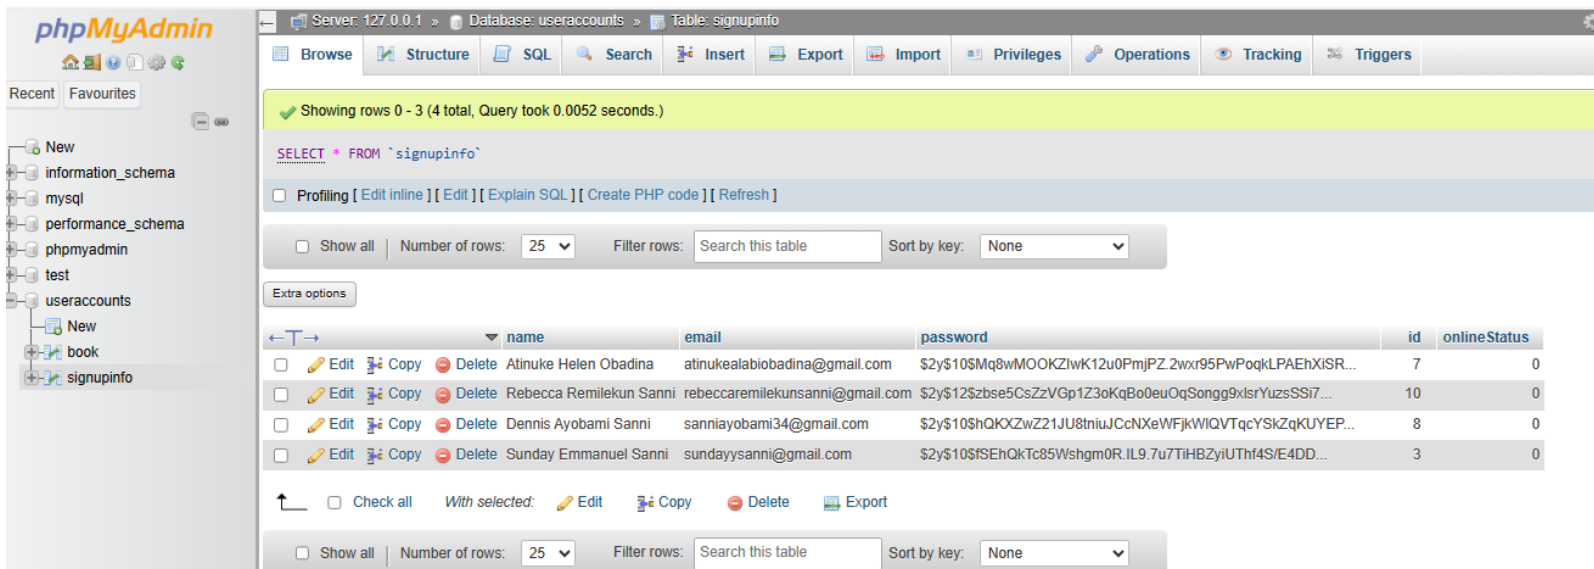 phpMyAdmin
Recent Favourites
New
information_schema
mysql
performance_schema
phpmyadmin
test
useraccounts
New
book
signupinfo
Server: 127.0.0.1 » Database: useraccounts » Table: signupinfo
Browse Structure SQL Search Insert Export Import Privileges Operations Tracking Triggers
Showing rows 0 - 3 (4 total, Query took 0.0052 seconds.)
SELECT * FROM `signupinfo`
Profiling [ Edit inline ] [ Edit ] [ Explain SQL ] [ Create PHP code ] [ Refresh ]
Show all | Number of rows: 25 Filter rows: Search this table Sort by key: None
Extra options
←T→ name email password id onlineStatus
Edit Copy Delete Atinuke Helen Obadina atinukealabiobadina@gmail.com $2y$10$Mq8wMOOKZIwK12u0PmjPZ.2wxr95PwPoqkLPAEhXiSR... 7 0
Edit Copy Delete Rebecca Remilekun Sanni rebeccaremilekunsanni@gmail.com $2y$12$zbse5CsZzVGp1Z3oKqBo0euOqSongg9xIsrYuzsSSi7... 10 0
Edit Copy Delete Dennis Ayobami Sanni sanniayobami34@gmail.com $2y$10$hQKXZwZ21JU8tniuJCcNXeWFjkWIQVTqcYSkZqKUYEP... 8 0
Edit Copy Delete Sunday Emmanuel Sanni sundayysanni@gmail.com $2y$10$fSEhQkTc85Wshgm0R.IL9.7u7TiHBZyiUThf4S/E4DD... 3 0
Check all With selected: Edit Copy Delete Export
Show all | Number of rows: 25 Filter rows: Search this table Sort by key: None